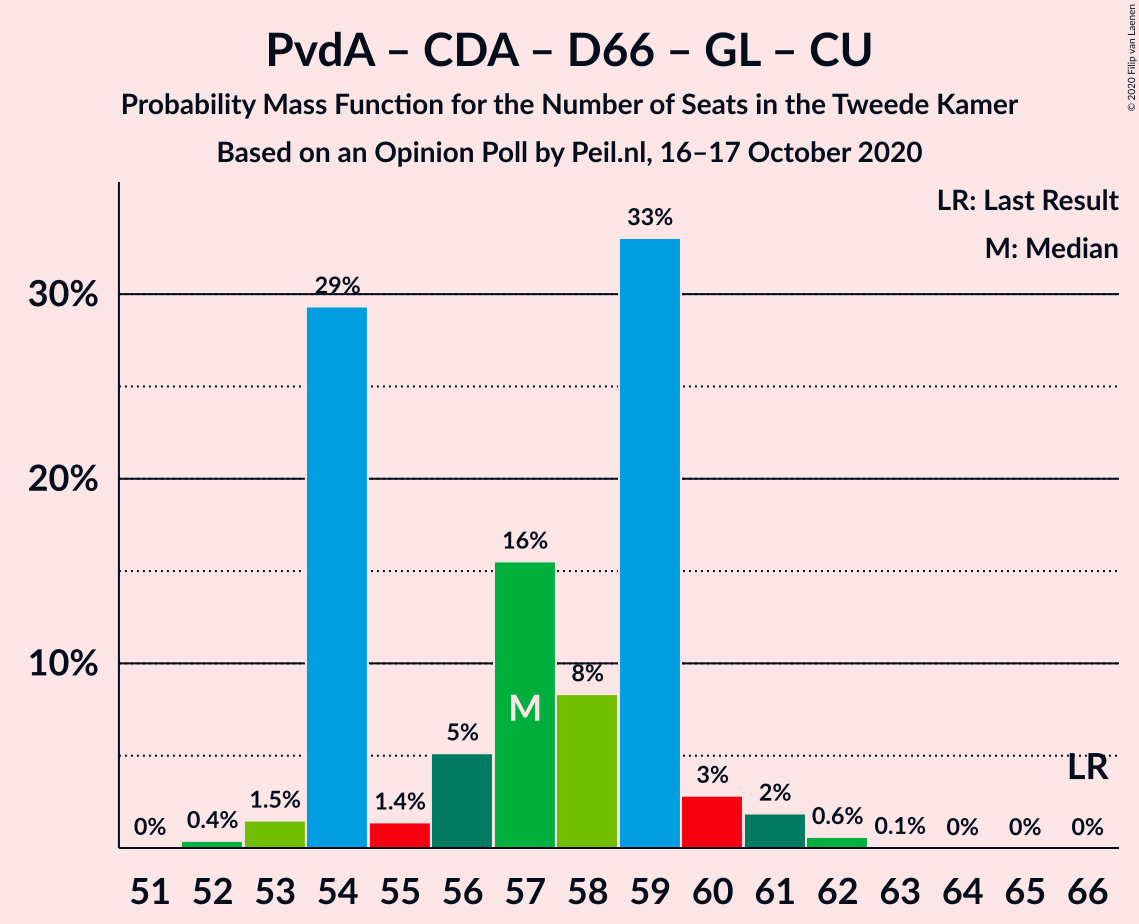 PvdA – CDA – D66 – GL – CU
Probability Mass Function for the Number of Seats in the Tweede Kamer
Based on an Opinion Poll by Peil.nl, 16–17 October 2020
© 2020 Filip van Laenen
LR: Last Result
M: Median
30%
20%
10%
0%
0.4%
1.5%
29%
1.4%
5%
16%
8%
33%
3%
2%
0.6%
0.1%
0%
0%
0%
M
LR
51 52 53 54 55 56 57 58 59 60 61 62 63 64 65 66